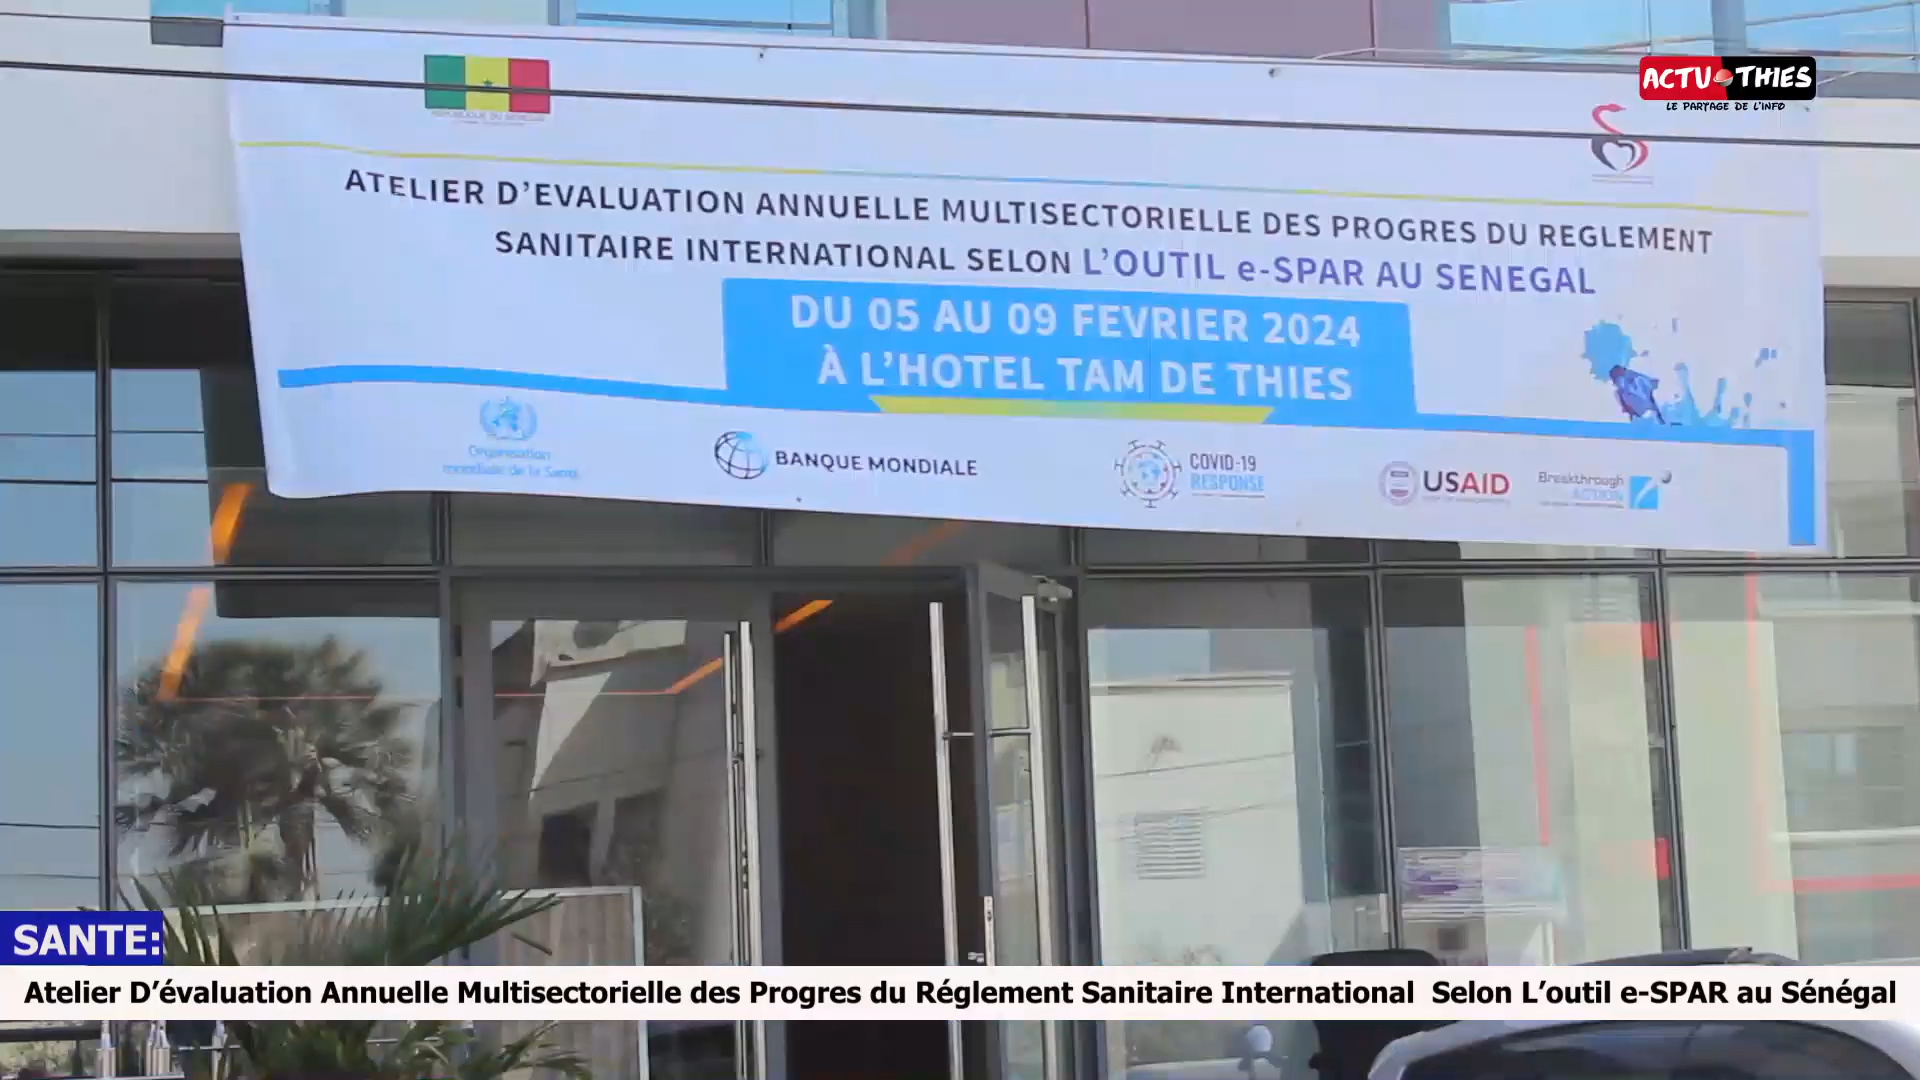 ACTU THIES
LE PARTAGE DE L'INFO
REPUBLIQUE DU SENEGAL
ATELIER D'EVALUATION ANNUELLE MULTISECTORIELLE DES PROGRES DU REGLEMENT
SANITAIRE INTERNATIONAL SELON L'OUTIL e-SPAR AU SENEGAL
DU 05 AU 09 FEVRIER 2024
À L'HOTEL TAM DE THIES
Organisation
mondiale de la Santé
BANQUE MONDIALE
COVID-19
RESPONSE
USAID
Breakthrough
ACTION
SANTE:
Atelier D’évaluation Annuelle Multisectorielle des Progres du Réglement Sanitaire International Selon L’outil e-SPAR au Sénégal